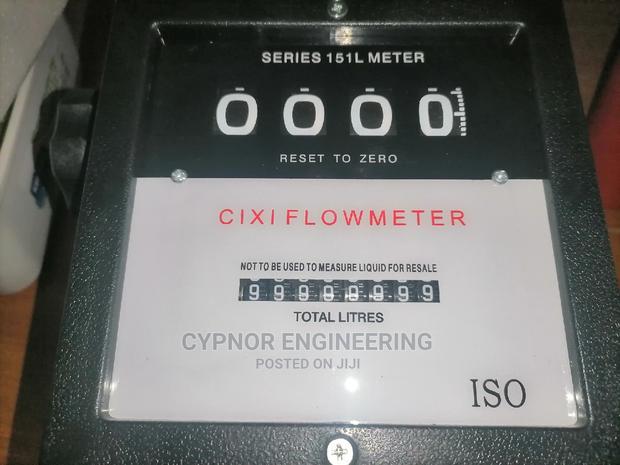 SERIES 151L METER
0000
RESET TO ZERO
CIXI FLOWMETER
NOT TO BE USED TO MEASURE LIQUID FOR RESALE
99999999
TOTAL LITRES
CYPNOR ENGINEERING
POSTED ON JIJI
ISO